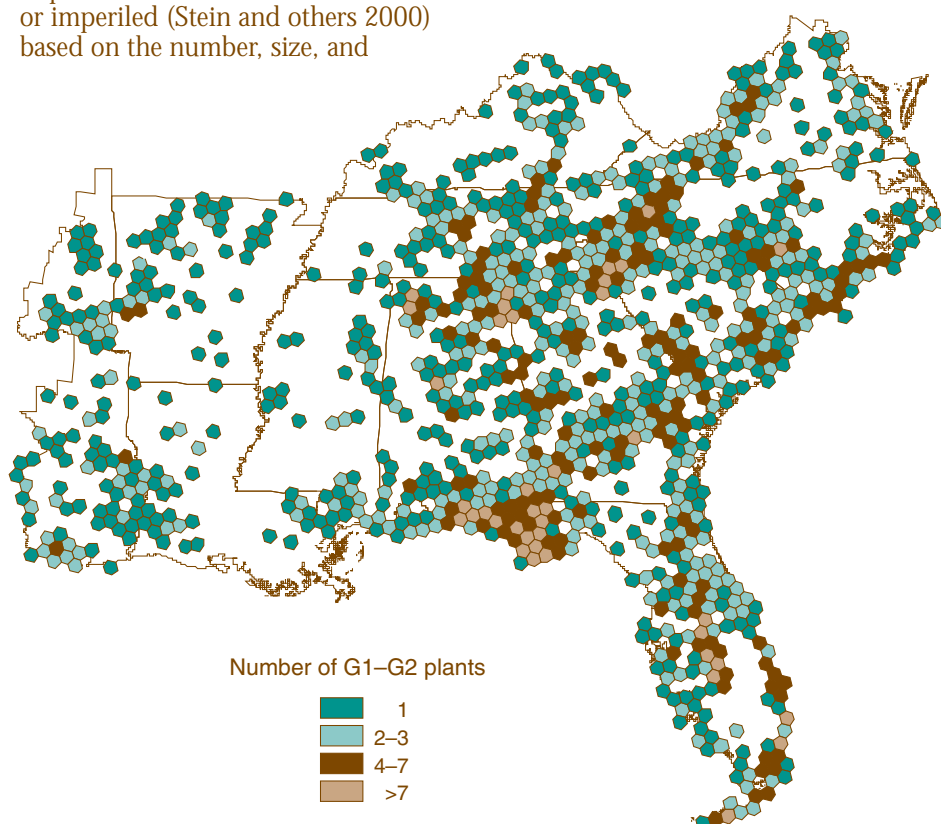 or imperiled (Stein and others 2000)
based on the number, size, and
Number of G1–G2 plants
1
2–3
4–7
>7